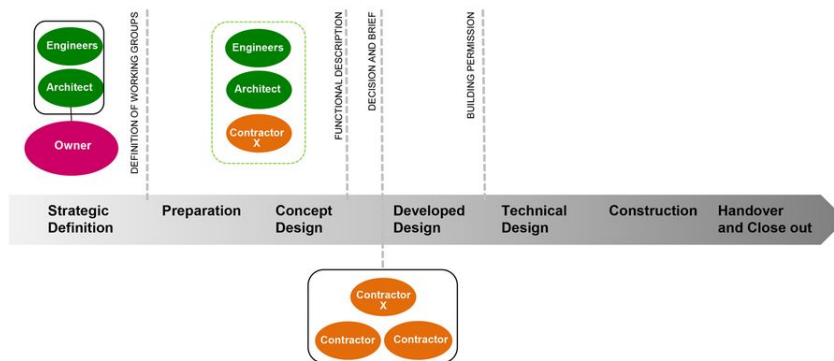 Engineers
Architect
Owner
DEFINITION OF WORKING GROUPS
Engineers
Architect
Contractor
X
FUNCTIONAL DESCRIPTION
DECISION AND BRIEF
BUILDING PERMISSION
Strategic
Definition
Preparation
Concept
Design
Developed
Design
Technical
Design
Construction
Handover
and Close out
Contractor
X
Contractor
Contractor